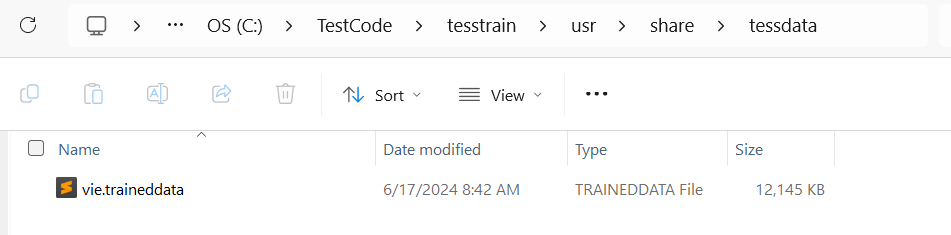 OS (C:) > TestCode > tesstrain > usr > share > tessdata
Sort View
Name Date modified Type Size
vie.traineddata 6/17/2024 8:42 AM TRAINEDDATA File 12,145 KB